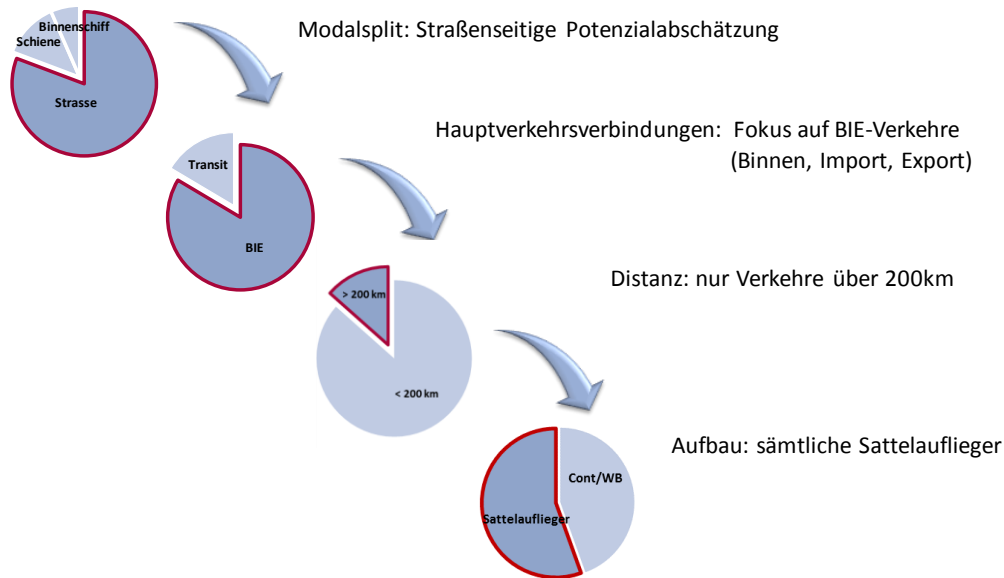 Binnenschiff
Schiene
Strasse
Modalsplit: Straßenseitige Potenzialabschätzung
Transit
BIE
Hauptverkehrsverbindungen: Fokus auf BIE-Verkehre
(Binnen, Import, Export)
> 200 km
< 200 km
Distanz: nur Verkehre über 200km
Cont/WB
Sattelauflieger
Aufbau: sämtliche Sattelauflieger